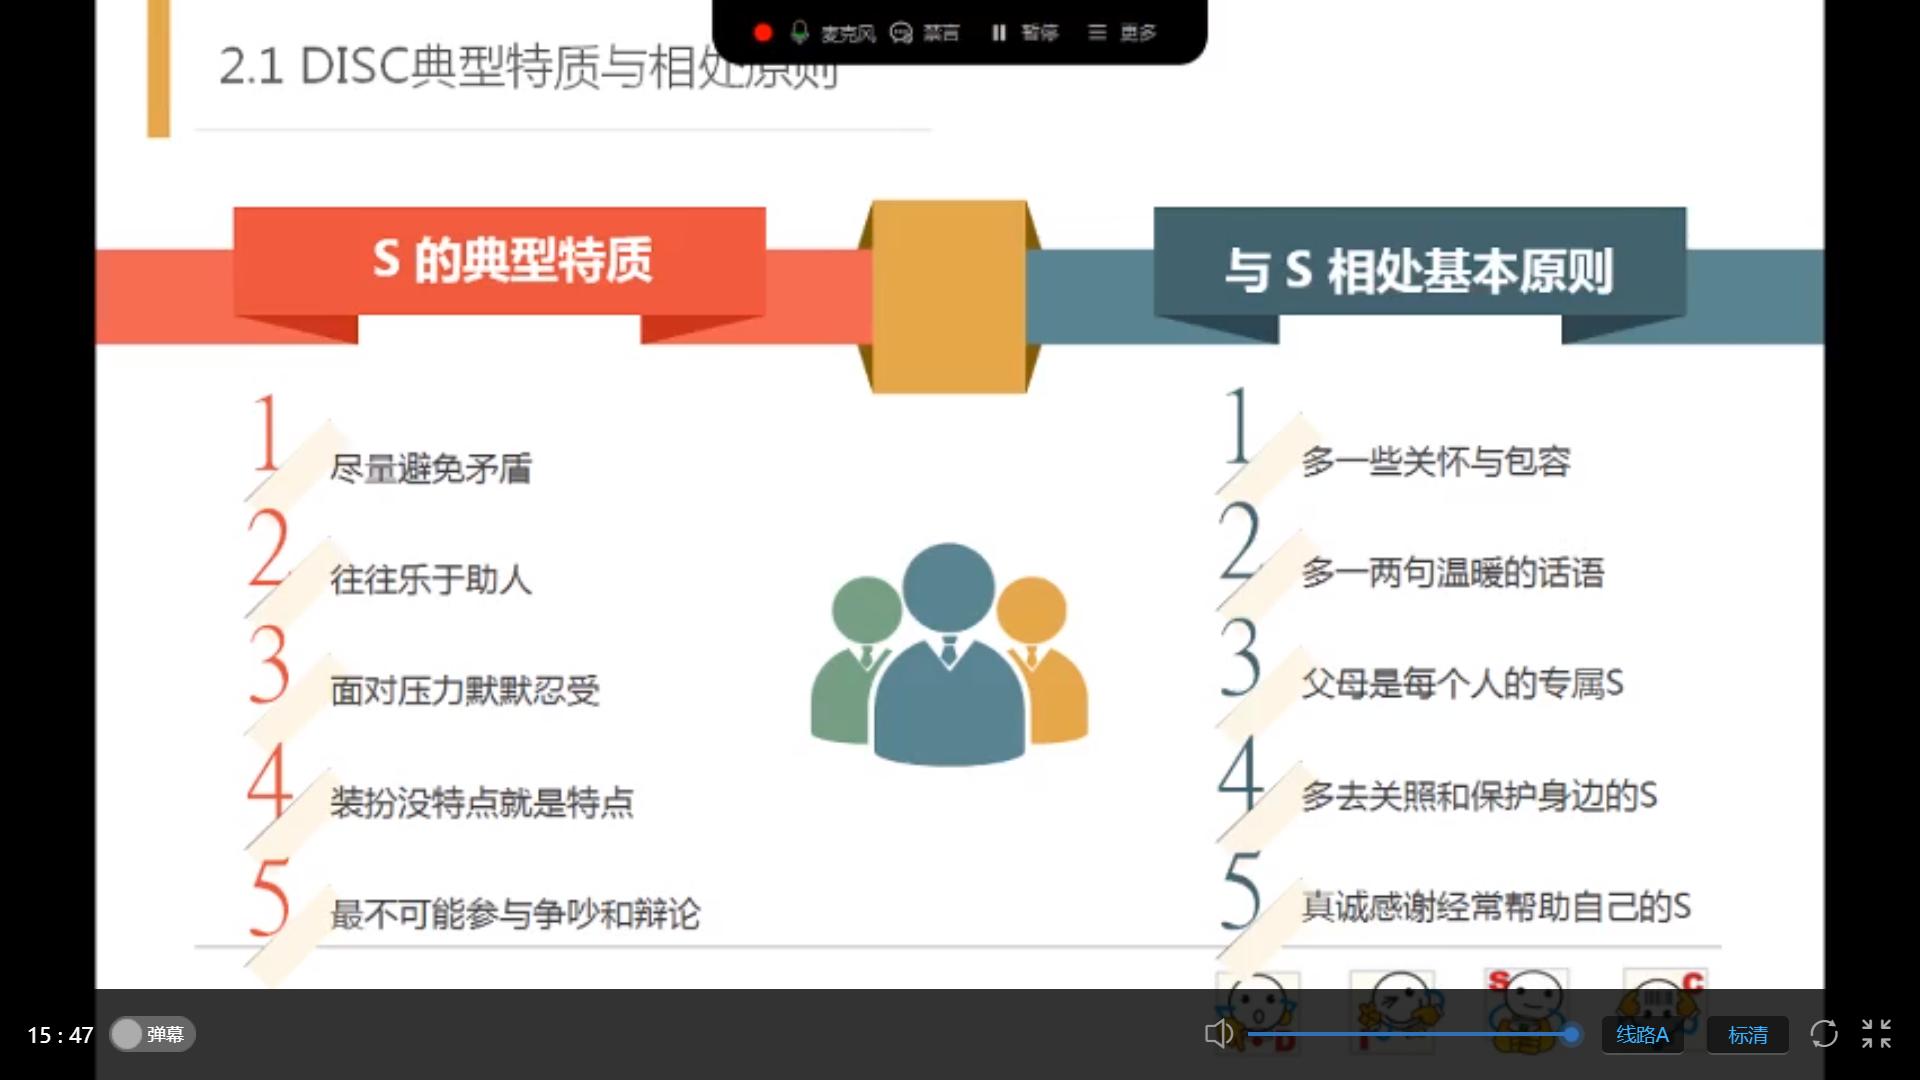 麦克风 禁言 暂停 更多
2.1 DISC典型特质与相处原则
S 的典型特质
与 S 相处基本原则
1 尽量避免矛盾
2 往往乐于助人
3 面对压力默默忍受
4 装扮没特点就是特点
5 最不可能参与争吵和辩论
1 多一些关怀与包容
2 多一两句温暖的话语
3 父母是每个人的专属S
4 多去关照和保护身边的S
5 真诚感谢经常帮助自己的S
D I S C
15 : 47 弹幕 线路A 标清